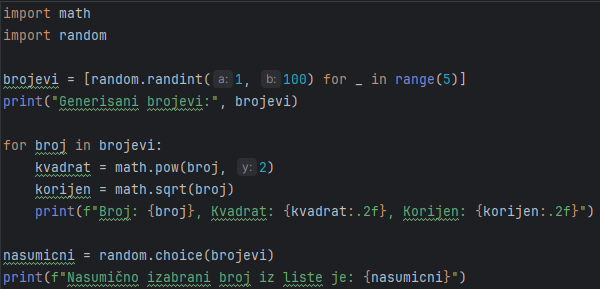 import math
import random
brojevi = [random.randint( a: 1, b: 100) for _ in range(5)]
print("Generisani brojevi:", brojevi)
for broj in brojevi:
    kvadrat = math.pow(broj, y: 2)
    korijen = math.sqrt(broj)
    print(f"Broj: {broj}, Kvadrat: {kvadrat:.2f}, Korijen: {korijen:.2f}")
nasumicni = random.choice(brojevi)
print(f"Nasumično izabrani broj iz liste je: {nasumicni}")